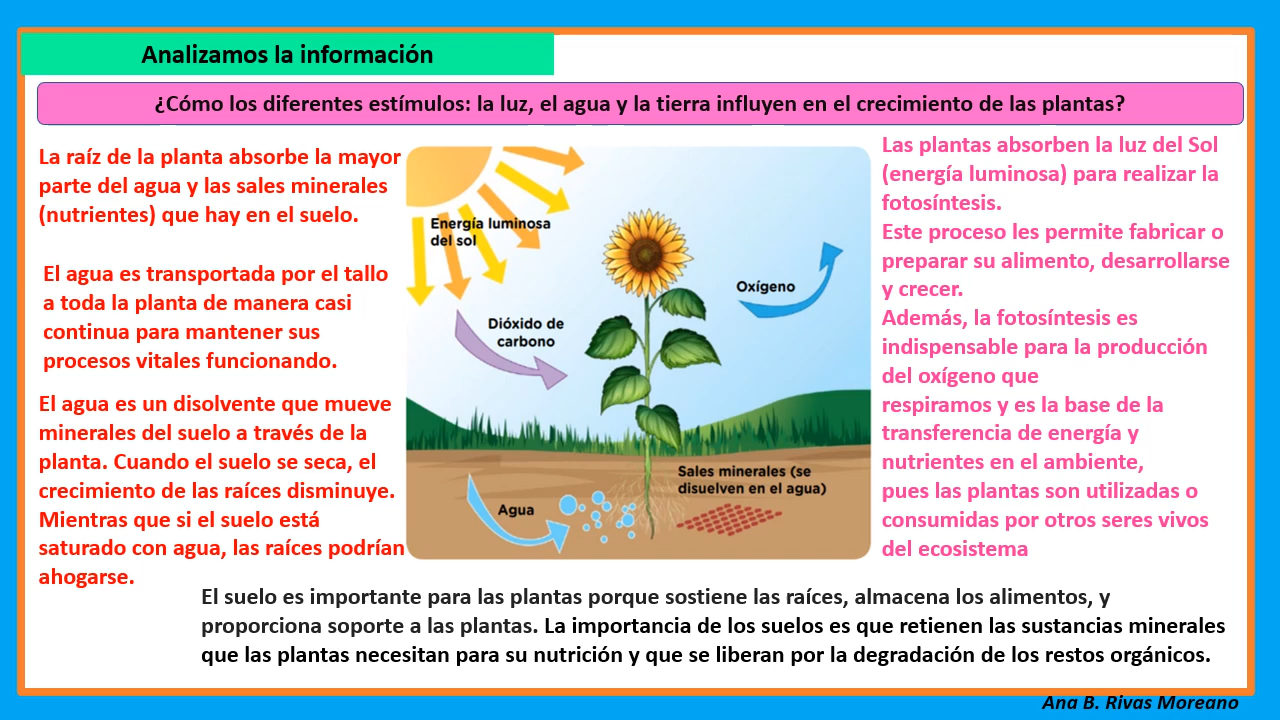 Analizamos la información
¿Cómo los diferentes estímulos: la luz, el agua y la tierra influyen en el crecimiento de las plantas?
La raíz de la planta absorbe la mayor
parte del agua y las sales minerales
(nutrientes) que hay en el suelo.
El agua es transportada por el tallo
a toda la planta de manera casi
continua para mantener sus
procesos vitales funcionando.
El agua es un disolvente que mueve
minerales del suelo a través de la
planta. Cuando el suelo se seca, el
crecimiento de las raíces disminuye.
Mientras que si el suelo está
saturado con agua, las raíces podrían
ahogarse.
Energía luminosa
del sol
Dióxido de
carbono
Oxígeno
Sales minerales (se
disuelven en el agua)
Agua
Las plantas absorben la luz del Sol
(energía luminosa) para realizar la
fotosíntesis.
Este proceso les permite fabricar o
preparar su alimento, desarrollarse
y crecer.
Además, la fotosíntesis es
indispensable para la producción
del oxígeno que
respiramos y es la base de la
transferencia de energía y
nutrientes en el ambiente,
pues las plantas son utilizadas o
consumidas por otros seres vivos
del ecosistema
El suelo es importante para las plantas porque sostiene las raíces, almacena los alimentos, y
proporciona soporte a las plantas. La importancia de los suelos es que retienen las sustancias minerales
que las plantas necesitan para su nutrición y que se liberan por la degradación de los restos orgánicos.
Ana B. Rivas Moreano